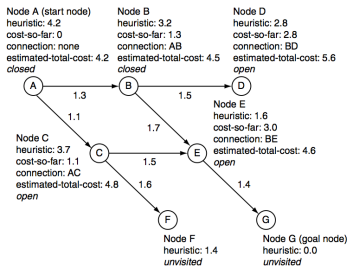 Node A (start node)
heuristic: 4.2
cost-so-far: 0
connection: none
estimated-total-cost: 4.2
closed
Node B
heuristic: 3.2
cost-so-far: 1.3
connection: AB
estimated-total-cost: 4.5
closed
Node D
heuristic: 2.8
cost-so-far: 2.8
connection: BD
estimated-total-cost: 5.6
open
A
1.3
B
1.5
D
1.1
1.7
Node E
heuristic: 1.6
cost-so-far: 3.0
connection: BE
estimated-total-cost: 4.6
open
Node C
heuristic: 3.7
cost-so-far: 1.1
connection: AC
estimated-total-cost: 4.8
open
C
1.5
E
1.6
1.4
F
G
Node F
heuristic: 1.4
unvisited
Node G (goal node)
heuristic: 0.0
unvisited